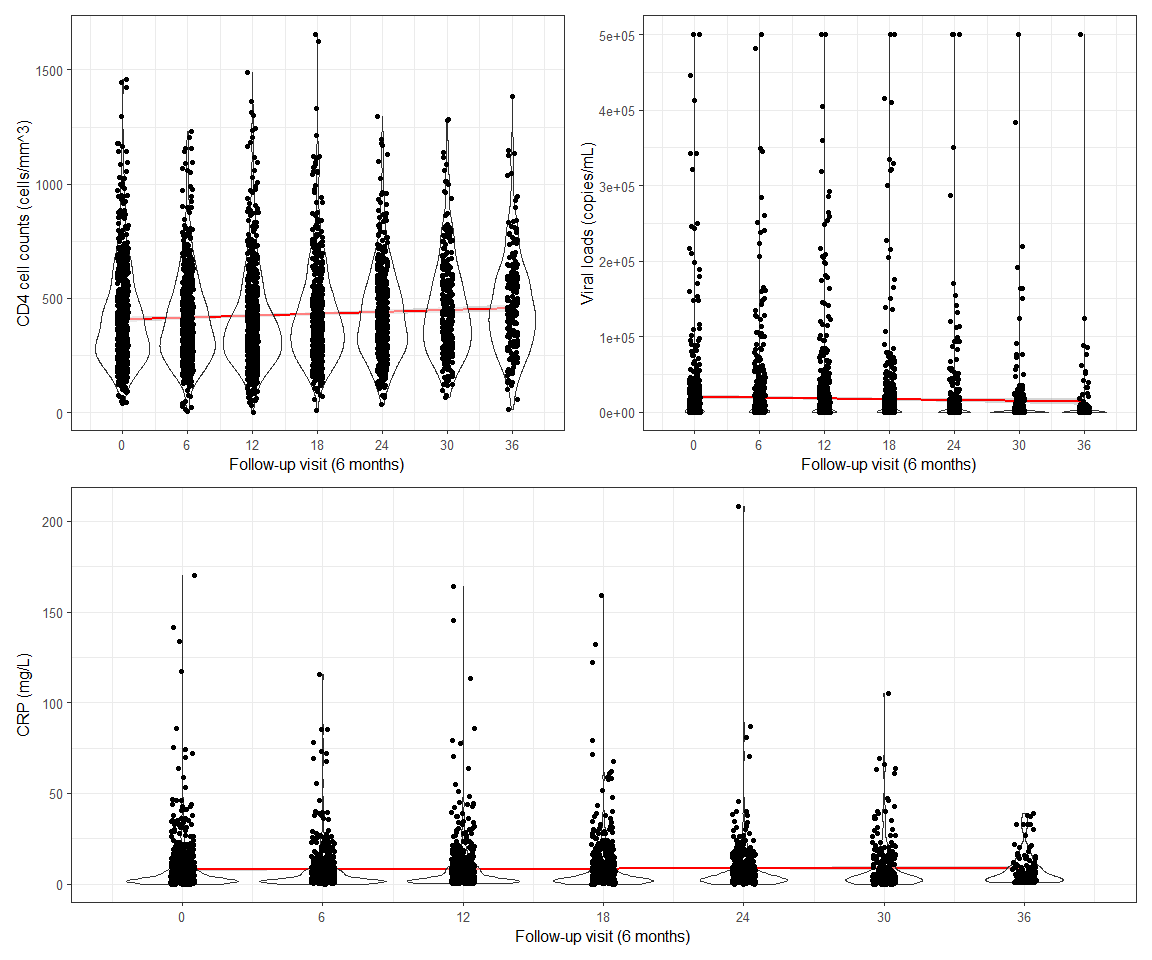 CD4 cell counts (cells/mm^3)
1500
1000
500
0
0 6 12 18 24 30 36
Follow-up visit (6 months)
Viral loads (copies/mL)
5e+05
4e+05
3e+05
2e+05
1e+05
0e+00
0 6 12 18 24 30 36
Follow-up visit (6 months)
CRP (mg/L)
200
150
100
50
0
0 6 12 18 24 30 36
Follow-up visit (6 months)